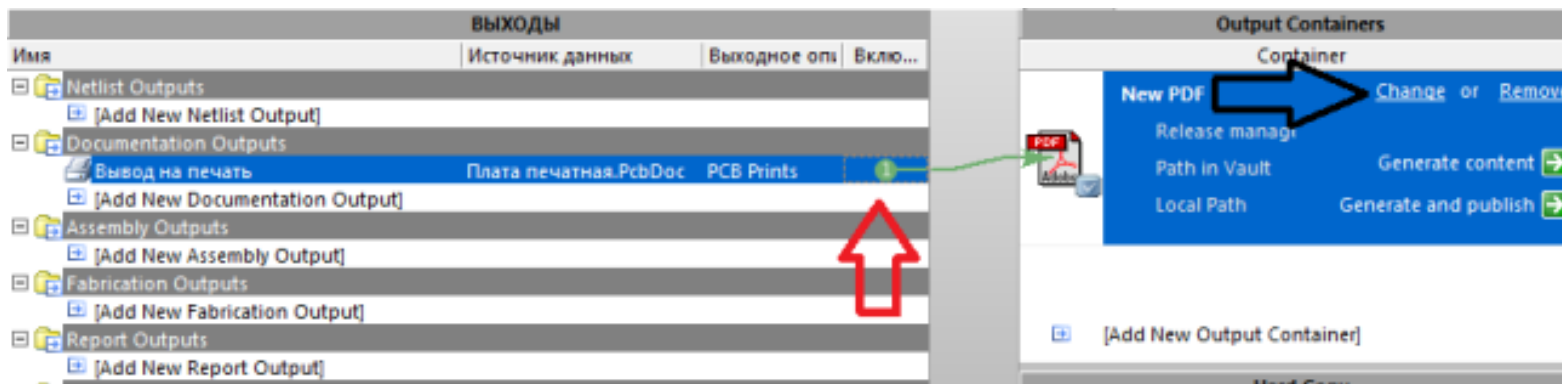 ВЫХОДЫ
Имя Источник данных Выходное опи Вклю...
Netlist Outputs
[Add New Netlist Output]
Documentation Outputs
Вывод на печать Плата печатная.PcbDoc PCB Prints 1
[Add New Documentation Output]
Assembly Outputs
[Add New Assembly Output]
Fabrication Outputs
[Add New Fabrication Output]
Report Outputs
[Add New Report Output]
Output Containers
Container
New PDF Change or Remove
PDF
Adobe
Release manag
Path in Vault Generate content
Local Path Generate and publish
[Add New Output Container]